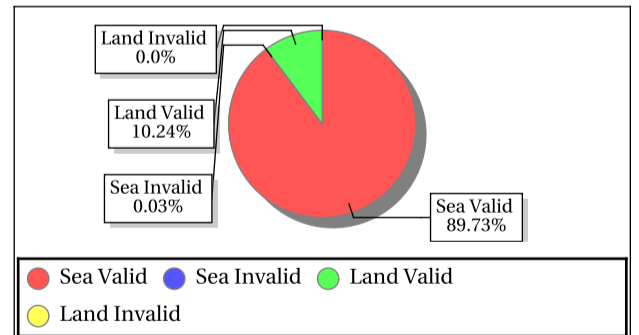 Land Invalid
0.0%
Land Valid
10.24%
Sea Invalid
0.03%
Sea Valid
89.73%
Sea Valid Sea Invalid Land Valid
Land Invalid